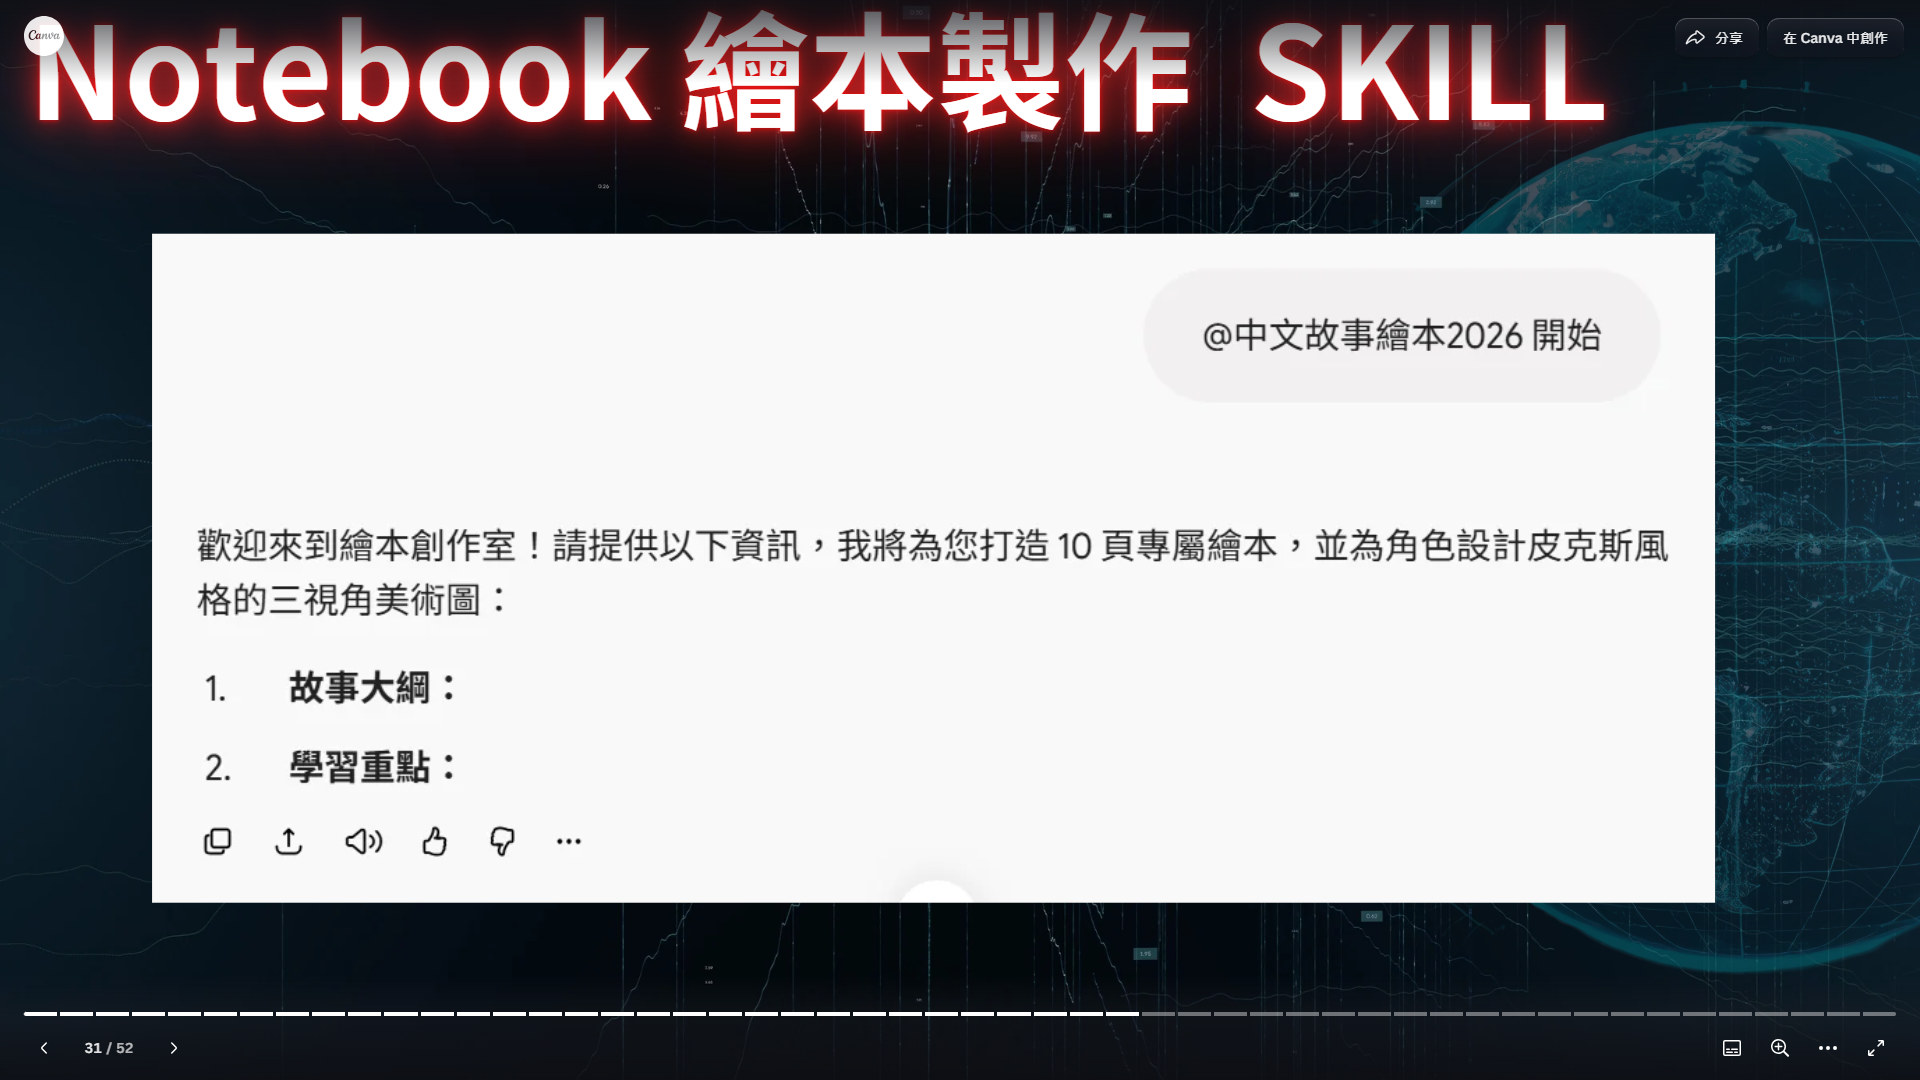 Canva
Notebook 繪本製作 SKILL
分享
在 Canva 中創作
@中文故事繪本2026 開始
歡迎來到繪本創作室！請提供以下資訊，我將為您打造 10 頁專屬繪本，並為角色設計皮克斯風
格的三視角美術圖：
1. 故事大綱：
2. 學習重點：
31 / 52